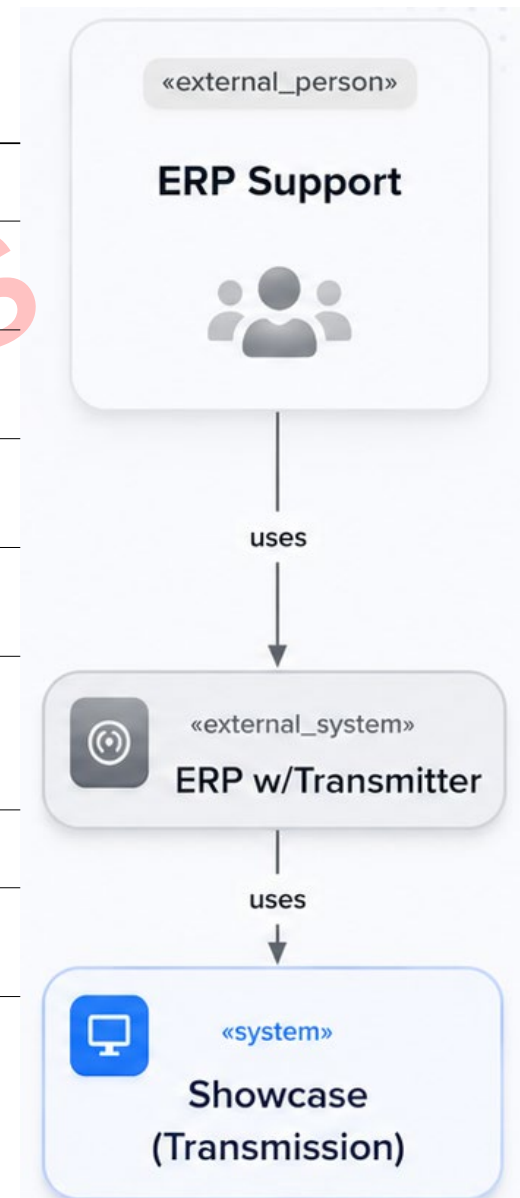 «external_person»
ERP Support
uses
«external_system»
ERP w/Transmitter
uses
«system»
Showcase
(Transmission)